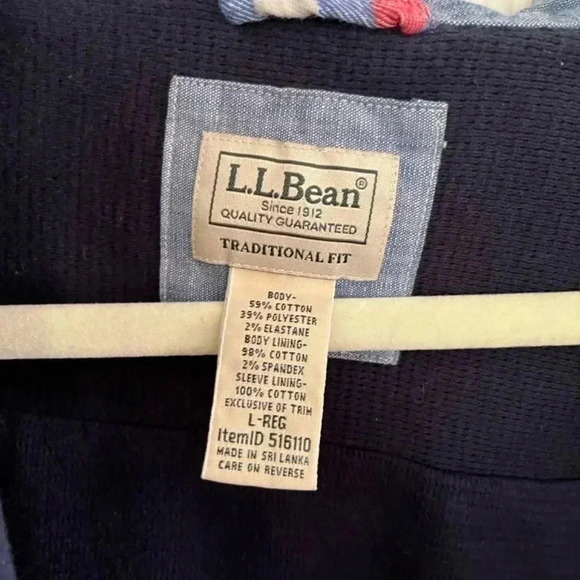 L.L.Bean®
Since 1912
QUALITY GUARANTEED
TRADITIONAL FIT
BODY-
59% COTTON
39% POLYESTER
2% ELASTANE
BODY LINING-
98% COTTON
2% SPANDEX
SLEEVE LINING-
100% COTTON
EXCLUSIVE OF TRIM
L-REG
ItemID 516110
MADE IN SRI LANKA
CARE ON REVERSE